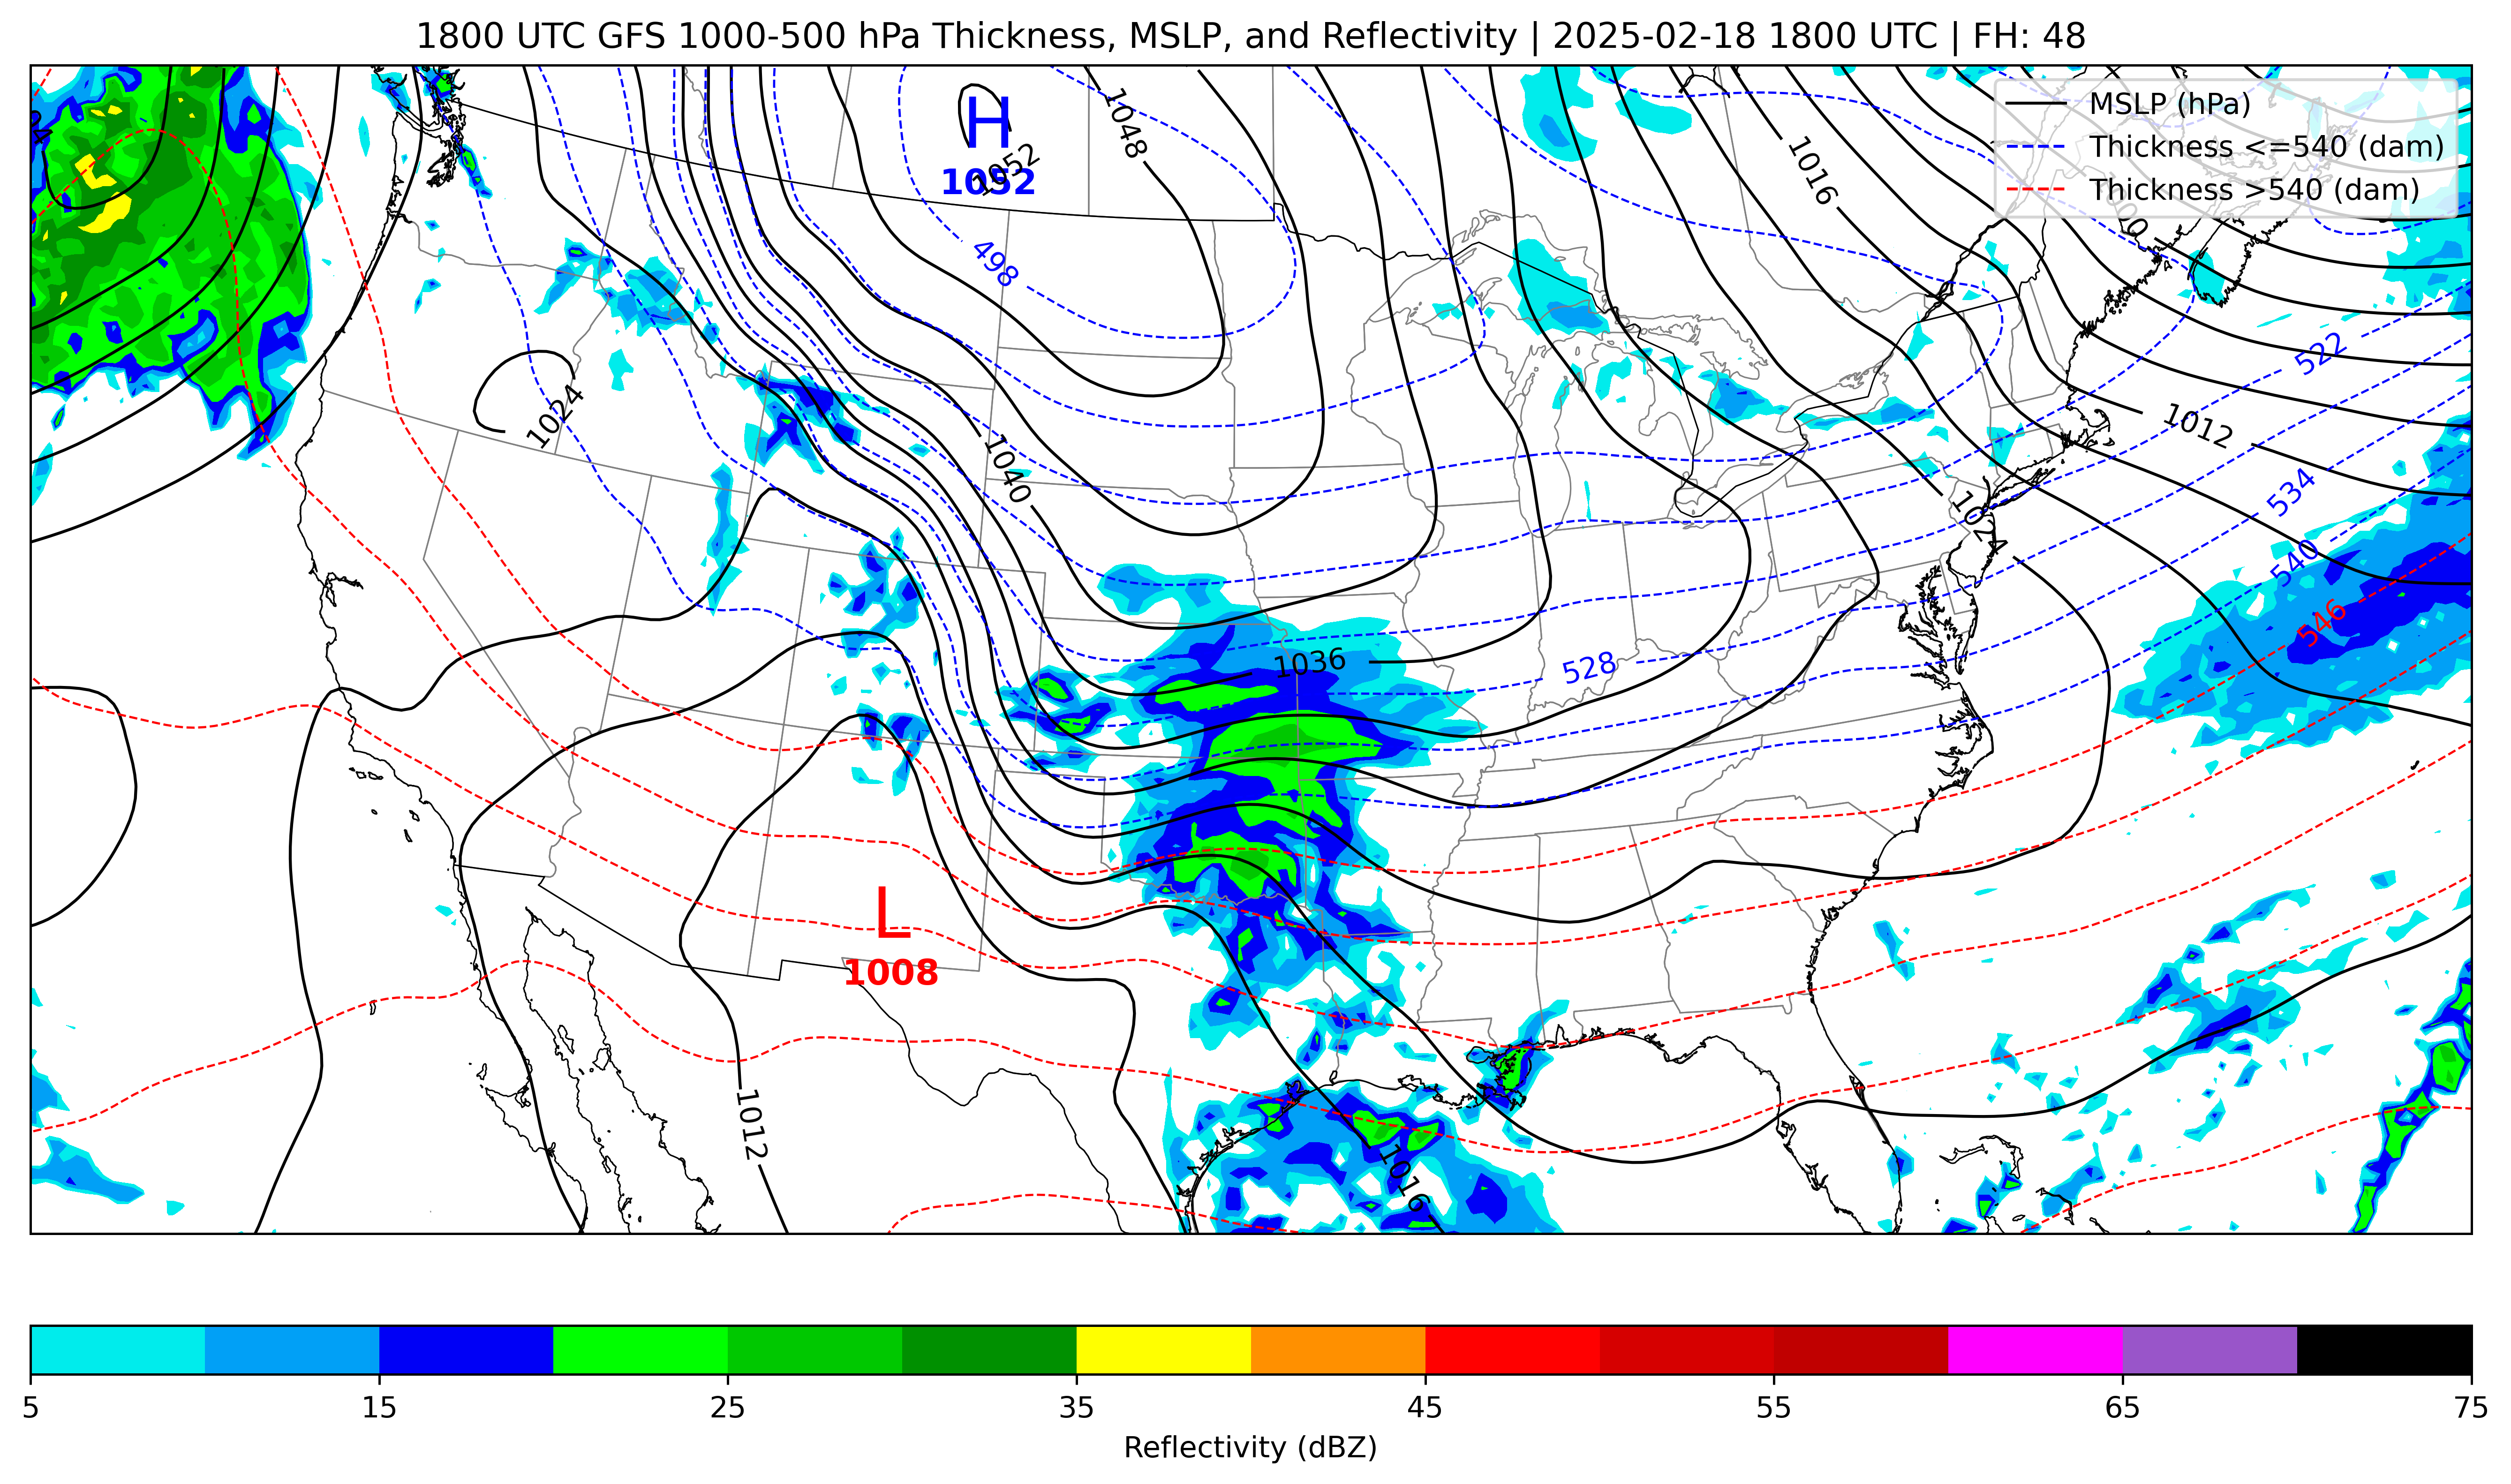 1800 UTC GFS 1000-500 hPa Thickness, MSLP, and Reflectivity | 2025-02-18 1800 UTC | FH: 48
MSLP (hPa)
Thickness <=540 (dam)
Thickness >540 (dam)
H
1052
1052
1048
1016
498
522
1024
1012
1040
534
1024
540
546
1036
528
L
1008
1012
1016
5 15 25 35 45 55 65 75
Reflectivity (dBZ)